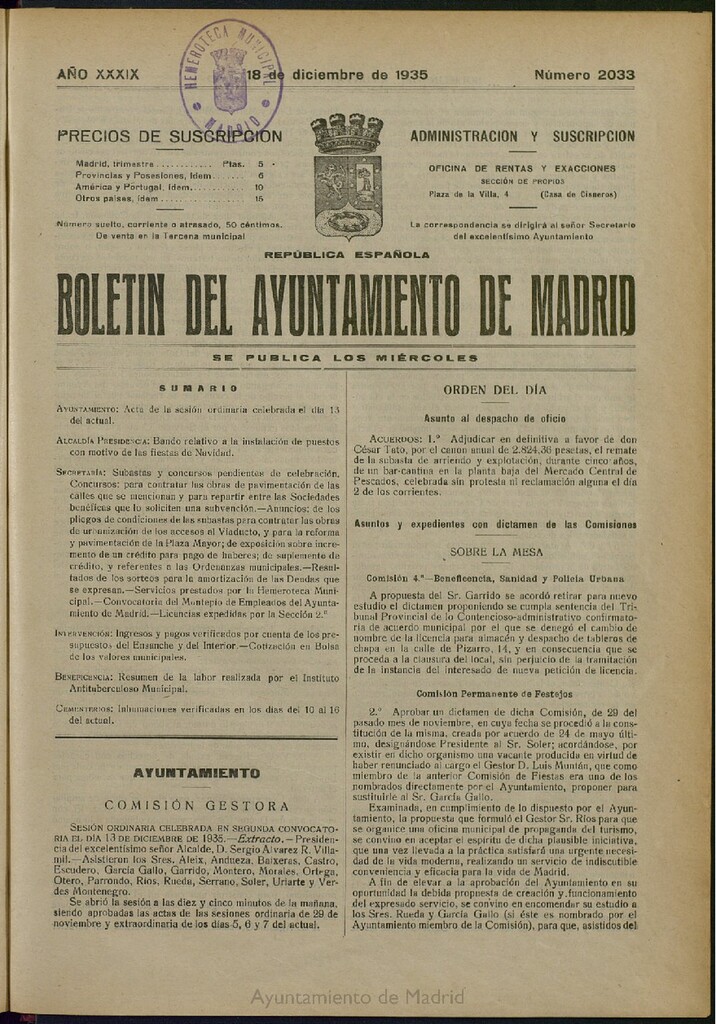 AÑO XXXIX
18 de diciembre de 1935
Número 2033
HEMEROTECA MUNICIPAL
MADRID
PRECIOS DE SUSCRIPCIÓN
Madrid, trimestre ............ Ptas. 5
Provincias y Posesiones, ídem ..... 6
América y Portugal, ídem .......... 10
Otros países, ídem ................ 15
Número suelto, corriente o atrasado, 50 céntimos.
De venta en la Tercena municipal
ADMINISTRACION Y SUSCRIPCION
OFICINA DE RENTAS Y EXACCIONES
SECCIÓN DE PROPIOS
Plaza de la Villa, 4 (Casa de Cisneros)
La correspondencia se dirigirá al señor Secretario
del excelentísimo Ayuntamiento
REPÚBLICA ESPAÑOLA
BOLETIN DEL AYUNTAMIENTO DE MADRID
SE PUBLICA LOS MIÉRCOLES
SUMARIO
AYUNTAMIENTO: Acta de la sesión ordinaria celebrada el día 13
del actual.
ALCALDÍA PRESIDENCIA: Bando relativo a la instalación de puestos
con motivo de las fiestas de Navidad.
SECRETARÍA: Subastas y concursos pendientes de celebración.
Concursos: para contratar las obras de pavimentación de las
calles que se mencionan y para repartir entre las Sociedades
benéficas que lo soliciten una subvención.—Anuncios: de los
pliegos de condiciones de las subastas para contratar las obras
de urbanización de los accesos al Viaducto, y para la reforma
y pavimentación de la Plaza Mayor; de exposición sobre incre-
mento de un crédito para pago de haberes; de suplemento de
crédito, y referentes a las Ordenanzas municipales.—Resul-
tados de los sorteos para la amortización de las Deudas que
se expresan.—Servicios prestados por la Hemeroteca Muni-
cipal.—Convocatoria del Montepío de Empleados del Ayunta-
miento de Madrid.—Licencias expedidas por la Sección 2.ª
INTERVENCIÓN: Ingresos y pagos verificados por cuenta de los pre-
supuestos del Ensanche y del Interior.—Cotización en Bolsa
de los valores municipales.
BENEFICENCIA: Resumen de la labor realizada por el Instituto
Antituberculoso Municipal.
CEMENTERIOS: Inhumaciones verificadas en los días del 10 al 16
del actual.
AYUNTAMIENTO
COMISIÓN GESTORA
SESIÓN ORDINARIA CELEBRADA EN SEGUNDA CONVOCATO-
RIA EL DÍA 13 DE DICIEMBRE DE 1935.—Extracto.—Presiden-
cia del excelentísimo señor Alcalde, D. Sergio Alvarez R. Villa-
mil.—Asistieron los Sres. Aleix, Andueza, Baixeras, Castro,
Escudero, García Gallo, Garrido, Montero, Morales, Ortega,
Otero, Parrondo, Ríos, Rueda, Serrano, Soler, Uriarte y Ver-
des Montenegro.
Se abrió la sesión a las diez y cinco minutos de la mañana,
siendo aprobadas las actas de las sesiones ordinaria de 29 de
noviembre y extraordinaria de los días 5, 6 y 7 del actual.
ORDEN DEL DÍA
Asunto al despacho de oficio
ACUERDOS: 1.º Adjudicar en definitiva a favor de don
César Tato, por el canon anual de 2.824,36 pesetas, el remate
de la subasta de arriendo y explotación, durante cinco años,
de un bar-cantina en la planta baja del Mercado Central de
Pescados, celebrada sin protesta ni reclamación alguna el día
2 de los corrientes.
Asuntos y expedientes con dictamen de las Comisiones
SOBRE LA MESA
Comisión 4.ª—Beneficencia, Sanidad y Policía Urbana
A propuesta del Sr. Garrido se acordó retirar para nuevo
estudio el dictamen proponiendo se cumpla sentencia del Tri-
bunal Provincial de lo Contencioso-administrativo confirmato-
ria de acuerdo municipal por el que se denegó el cambio de
nombre de la licencia para almacén y despacho de tableros de
chapa en la calle de Pizarro, 14, y en consecuencia que se
proceda a la clausura del local, sin perjuicio de la tramitación
de la instancia del interesado de nueva petición de licencia.
Comisión Permanente de Festejos
2.º Aprobar un dictamen de dicha Comisión, de 29 del
pasado mes de noviembre, en cuya fecha se procedió a la cons-
titución de la misma, creada por acuerdo de 24 de mayo últi-
mo, designándose Presidente al Sr. Soler; acordándose, por
existir en dicho organismo una vacante producida en virtud de
haber renunciado al cargo el Gestor D. Luis Muntán, que como
miembro de la anterior Comisión de Fiestas era uno de los
nombrados directamente por el Ayuntamiento, proponer para
sustituirle al Sr. García Gallo.
Examinada, en cumplimiento de lo dispuesto por el Ayun-
tamiento, la propuesta que formuló el Gestor Sr. Ríos para que
se organice una oficina municipal de propaganda del turismo,
se convino en aceptar el espíritu de dicha plausible iniciativa,
que una vez llevada a la práctica satisfará una urgente necesi-
dad de la vida moderna, realizando un servicio de indiscutible
conveniencia y eficacia para la vida de Madrid.
A fin de elevar a la aprobación del Ayuntamiento en su
oportunidad la debida propuesta de creación y funcionamiento
del expresado servicio, se convino en encomendar su estudio a
los Sres. Rueda y García Gallo (si éste es nombrado por el
Ayuntamiento miembro de la Comisión), para que, asistidos del
Ayuntamiento de Madrid